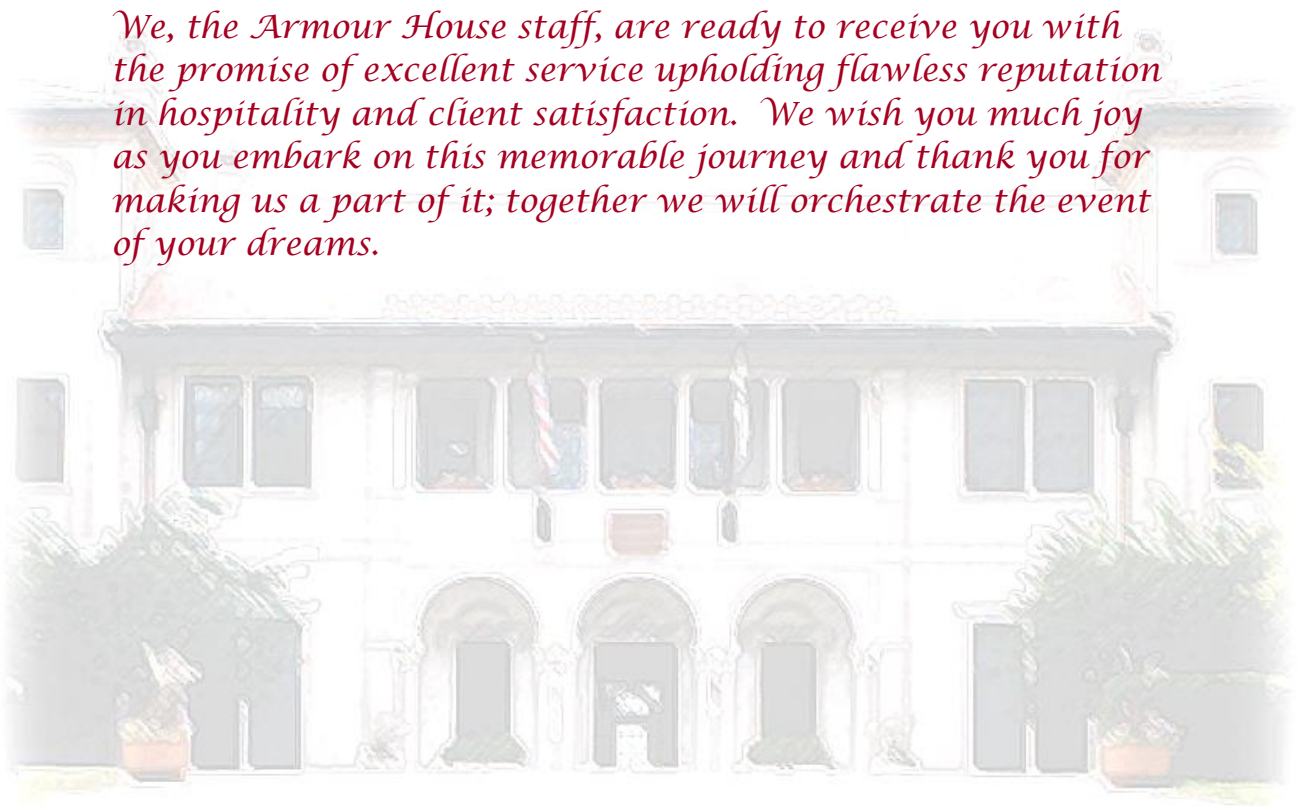 We, the Armour House staff, are ready to receive you with
the promise of excellent service upholding flawless reputation
in hospitality and client satisfaction.  We wish you much joy
as you embark on this memorable journey and thank you for
making us a part of it; together we will orchestrate the event
of your dreams.